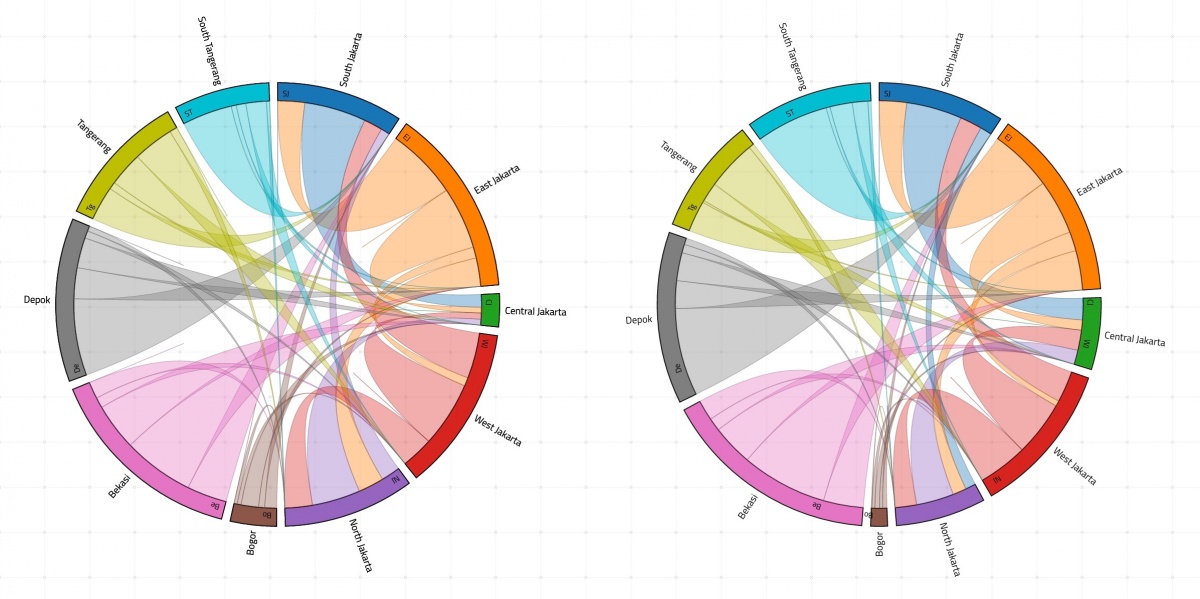 South Tangerang
South Jakarta
Tangerang
East Jakarta
Depok
Central Jakarta
Bekasi
West Jakarta
Bogor
North Jakarta
ST
SJ
EJ
Tg
CJ
De
WJ
Be
Bo
NJ
South Tangerang
South Jakarta
Tangerang
East Jakarta
Depok
Central Jakarta
Bekasi
West Jakarta
Bogor
North Jakarta
ST
SJ
EJ
Tg
CJ
De
WJ
Be
Bo
NJ